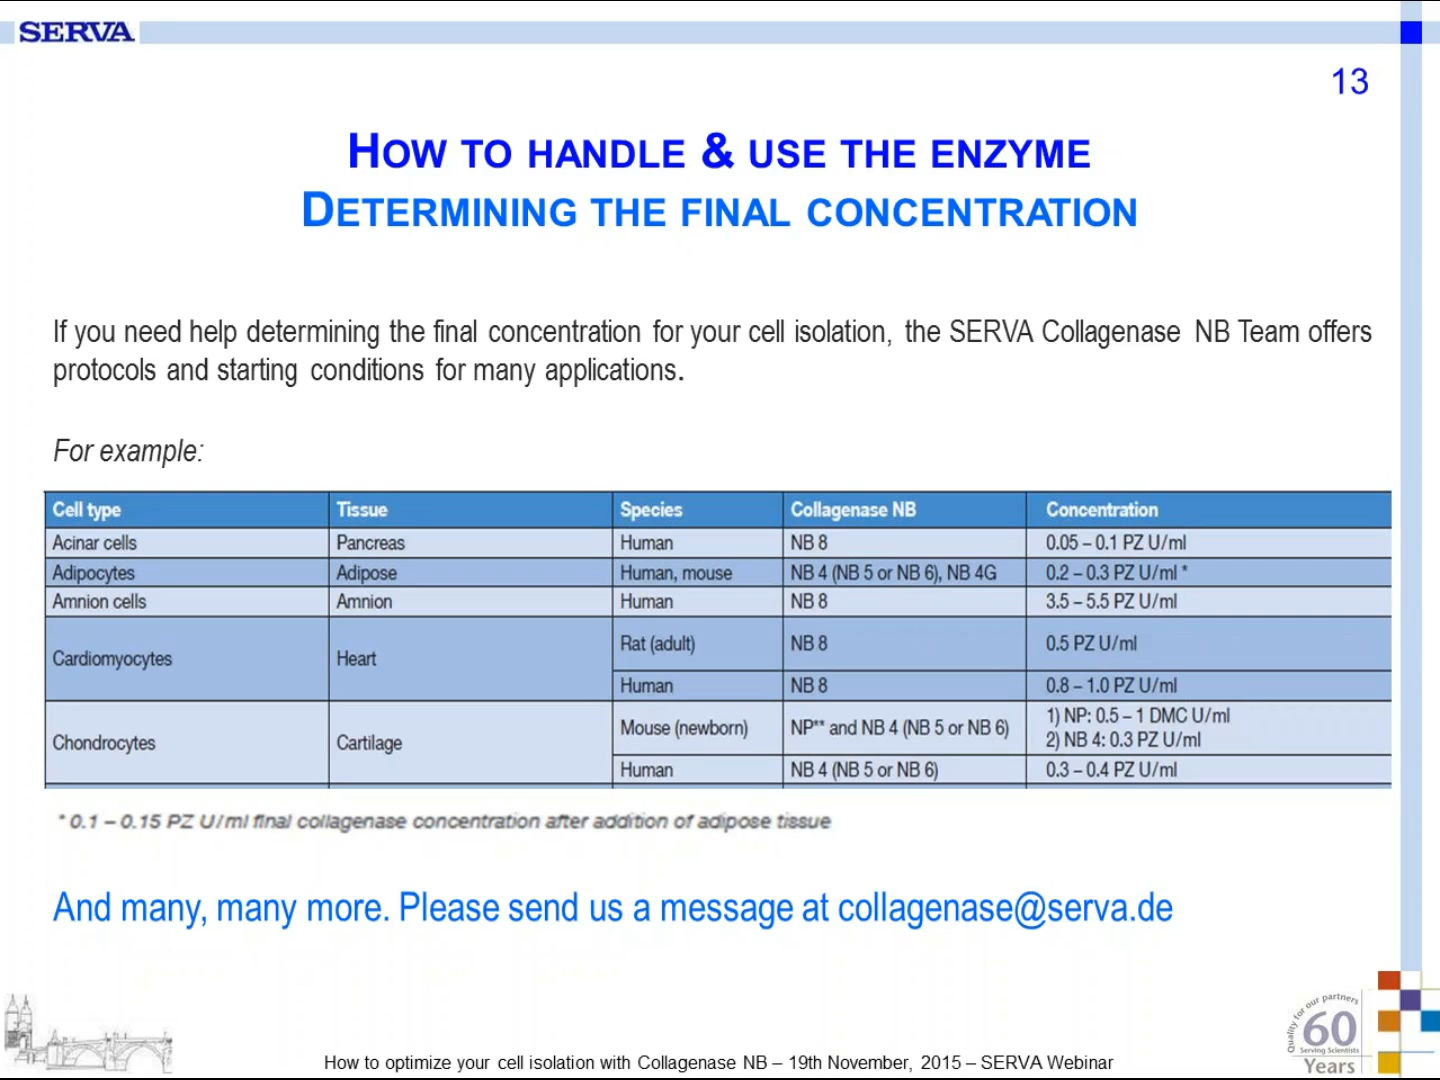 SERVA
13
HOW TO HANDLE & USE THE ENZYME
DETERMINING THE FINAL CONCENTRATION
If you need help determining the final concentration for your cell isolation, the SERVA Collagenase NB Team offers
protocols and starting conditions for many applications.
For example:
Cell type Tissue Species Collagenase NB Concentration
Acinar cells Pancreas Human NB 8 0.05 – 0.1 PZ U/ml
Adipocytes Adipose Human, mouse NB 4 (NB 5 or NB 6), NB 4G 0.2 – 0.3 PZ U/ml *
Amnion cells Amnion Human NB 8 3.5 – 5.5 PZ U/ml
Cardiomyocytes Heart Rat (adult) NB 8 0.5 PZ U/ml
Human NB 8 0.8 – 1.0 PZ U/ml
Chondrocytes Cartilage Mouse (newborn) NP** and NB 4 (NB 5 or NB 6) 1) NP: 0.5 – 1 DMC U/ml
2) NB 4: 0.3 PZ U/ml
Human NB 4 (NB 5 or NB 6) 0.3 – 0.4 PZ U/ml
* 0.1 – 0.15 PZ U/ml final collagenase concentration after addition of adipose tissue
And many, many more. Please send us a message at collagenase@serva.de
Quality for our partners
60
Serving Scientists
Years
How to optimize your cell isolation with Collagenase NB – 19th November, 2015 – SERVA Webinar